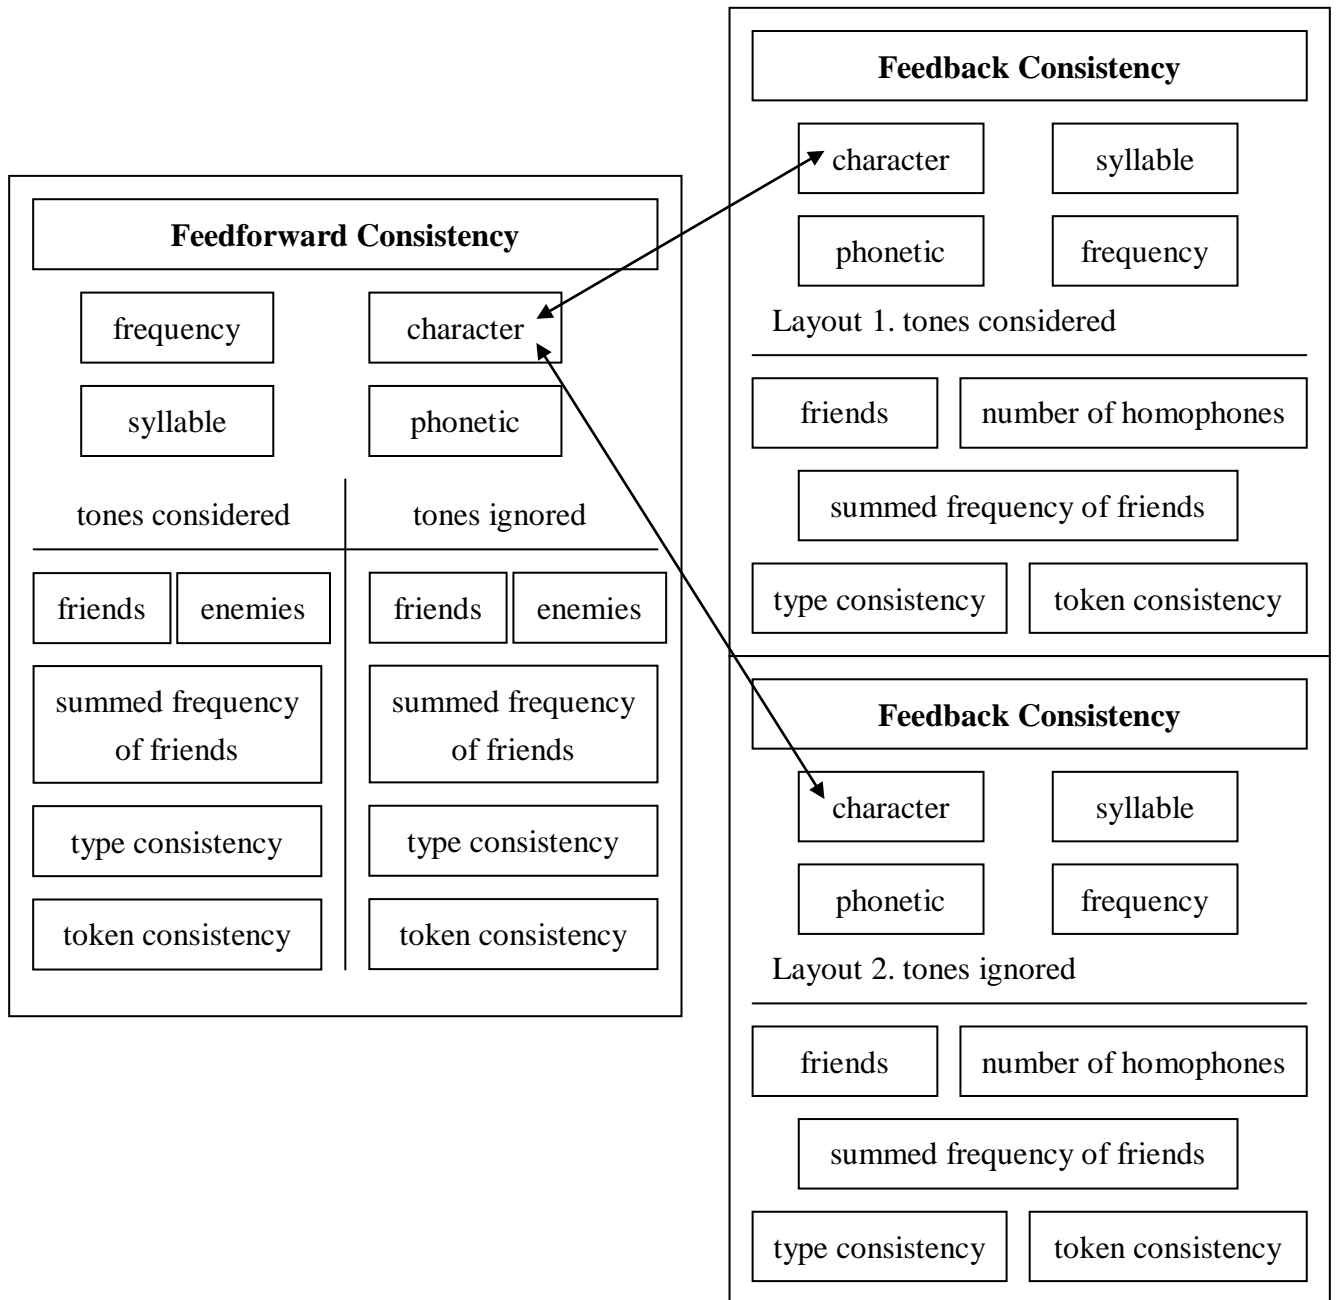 Feedforward Consistency
frequency
character
syllable
phonetic
tones considered
tones ignored
friends
enemies
friends
enemies
summed frequency
of friends
summed frequency
of friends
type consistency
type consistency
token consistency
token consistency
Feedback Consistency
character
syllable
phonetic
frequency
Layout 1. tones considered
friends
number of homophones
summed frequency of friends
type consistency
token consistency
Feedback Consistency
character
syllable
phonetic
frequency
Layout 2. tones ignored
friends
number of homophones
summed frequency of friends
type consistency
token consistency